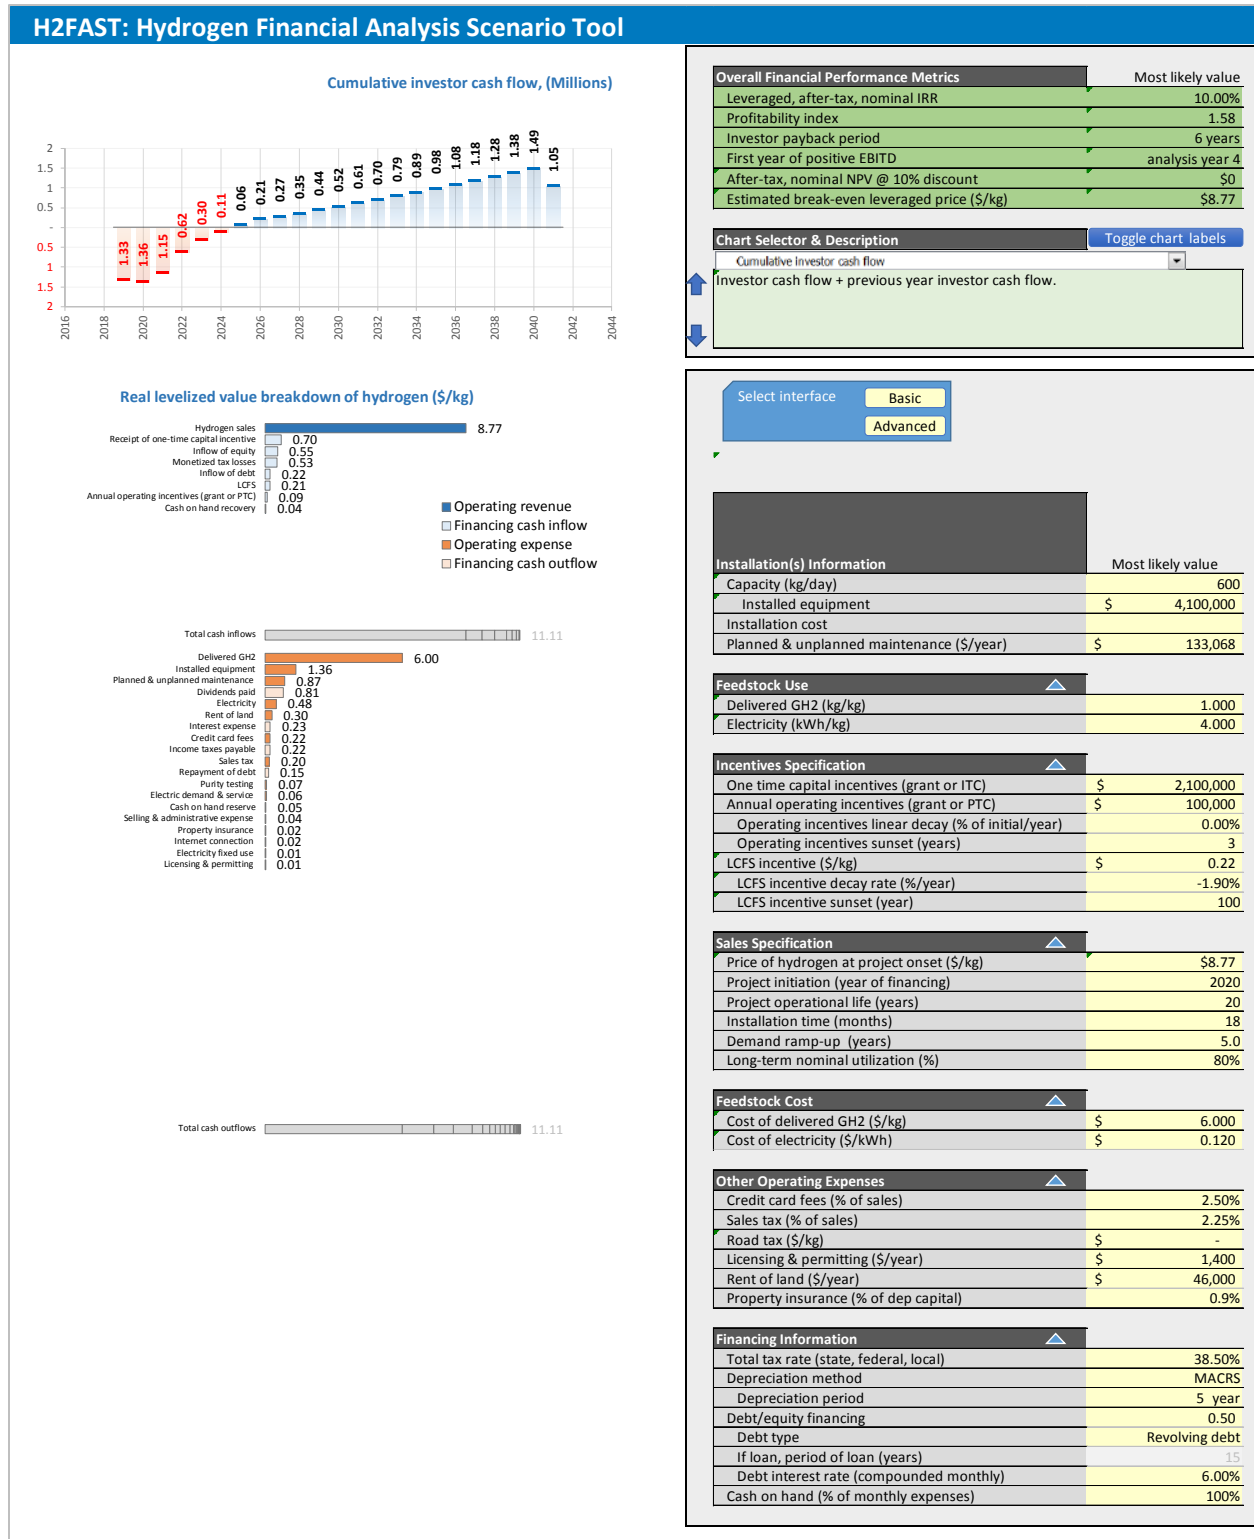 H2FAST: Hydrogen Financial Analysis Scenario Tool
Cumulative investor cash flow, (Millions)
2
1.5
1
0.5
-
0.5
1
1.5
2
1.33
1.36
1.15
0.62
0.30
0.11
0.06
0.21
0.27
0.35
0.44
0.52
0.61
0.70
0.79
0.89
0.98
1.08
1.18
1.28
1.38
1.49
1.05
2016
2018
2020
2022
2024
2026
2028
2030
2032
2034
2036
2038
2040
2042
2044
Real levelized value breakdown of hydrogen ($/kg)
Hydrogen sales 8.77
Receipt of one-time capital incentive 0.70
Inflow of equity 0.55
Monetized tax losses 0.53
Inflow of debt 0.22
LCFS 0.21
Annual operating incentives (grant or PTC) 0.09
Cash on hand recovery 0.04
Operating revenue
Financing cash inflow
Operating expense
Financing cash outflow
Total cash inflows 11.11
Delivered GH2 6.00
Installed equipment 1.36
Planned & unplanned maintenance 0.87
Dividends paid 0.81
Electricity 0.48
Rent of land 0.30
Interest expense 0.23
Credit card fees 0.22
Income taxes payable 0.22
Sales tax 0.20
Repayment of debt 0.15
Purity testing 0.07
Electric demand & service 0.06
Cash on hand reserve 0.05
Selling & administrative expense 0.04
Property insurance 0.02
Internet connection 0.02
Electricity fixed use 0.01
Licensing & permitting 0.01
Total cash outflows 11.11
Overall Financial Performance Metrics Most likely value
Leveraged, after-tax, nominal IRR 10.00%
Profitability index 1.58
Investor payback period 6 years
First year of positive EBITD analysis year 4
After-tax, nominal NPV @ 10% discount $0
Estimated break-even leveraged price ($/kg) $8.77
Chart Selector & Description Toggle chart labels
Cumulative investor cash flow
Investor cash flow + previous year investor cash flow.
Select interface Basic
Advanced
Installation(s) Information Most likely value
Capacity (kg/day) 600
Installed equipment $ 4,100,000
Installation cost
Planned & unplanned maintenance ($/year) $ 133,068
Feedstock Use
Delivered GH2 (kg/kg) 1.000
Electricity (kWh/kg) 4.000
Incentives Specification
One time capital incentives (grant or ITC) $ 2,100,000
Annual operating incentives (grant or PTC) $ 100,000
Operating incentives linear decay (% of initial/year) 0.00%
Operating incentives sunset (years) 3
LCFS incentive ($/kg) $ 0.22
LCFS incentive decay rate (%/year) -1.90%
LCFS incentive sunset (year) 100
Sales Specification
Price of hydrogen at project onset ($/kg) $8.77
Project initiation (year of financing) 2020
Project operational life (years) 20
Installation time (months) 18
Demand ramp-up (years) 5.0
Long-term nominal utilization (%) 80%
Feedstock Cost
Cost of delivered GH2 ($/kg) $ 6.000
Cost of electricity ($/kWh) $ 0.120
Other Operating Expenses
Credit card fees (% of sales) 2.50%
Sales tax (% of sales) 2.25%
Road tax ($/kg) $ -
Licensing & permitting ($/year) $ 1,400
Rent of land ($/year) $ 46,000
Property insurance (% of dep capital) 0.9%
Financing Information
Total tax rate (state, federal, local) 38.50%
Depreciation method MACRS
Depreciation period 5 year
Debt/equity financing 0.50
Debt type Revolving debt
If loan, period of loan (years) 15
Debt interest rate (compounded monthly) 6.00%
Cash on hand (% of monthly expenses) 100%